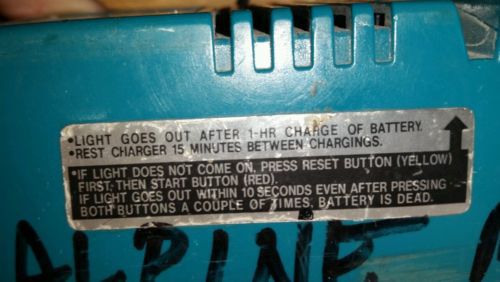 •LIGHT GOES OUT AFTER 1-HR CHARGE OF BATTERY.
•REST CHARGER 15 MINUTES BETWEEN CHARGINGS.
•IF LIGHT DOES NOT COME ON, PRESS RESET BUTTON (YELLOW)
FIRST, THEN START BUTTON (RED).
IF LIGHT GOES OUT WITHIN 10 SECONDS EVEN AFTER PRESSING
BOTH BUTTONS A COUPLE OF TIMES, BATTERY IS DEAD.
ALPINE